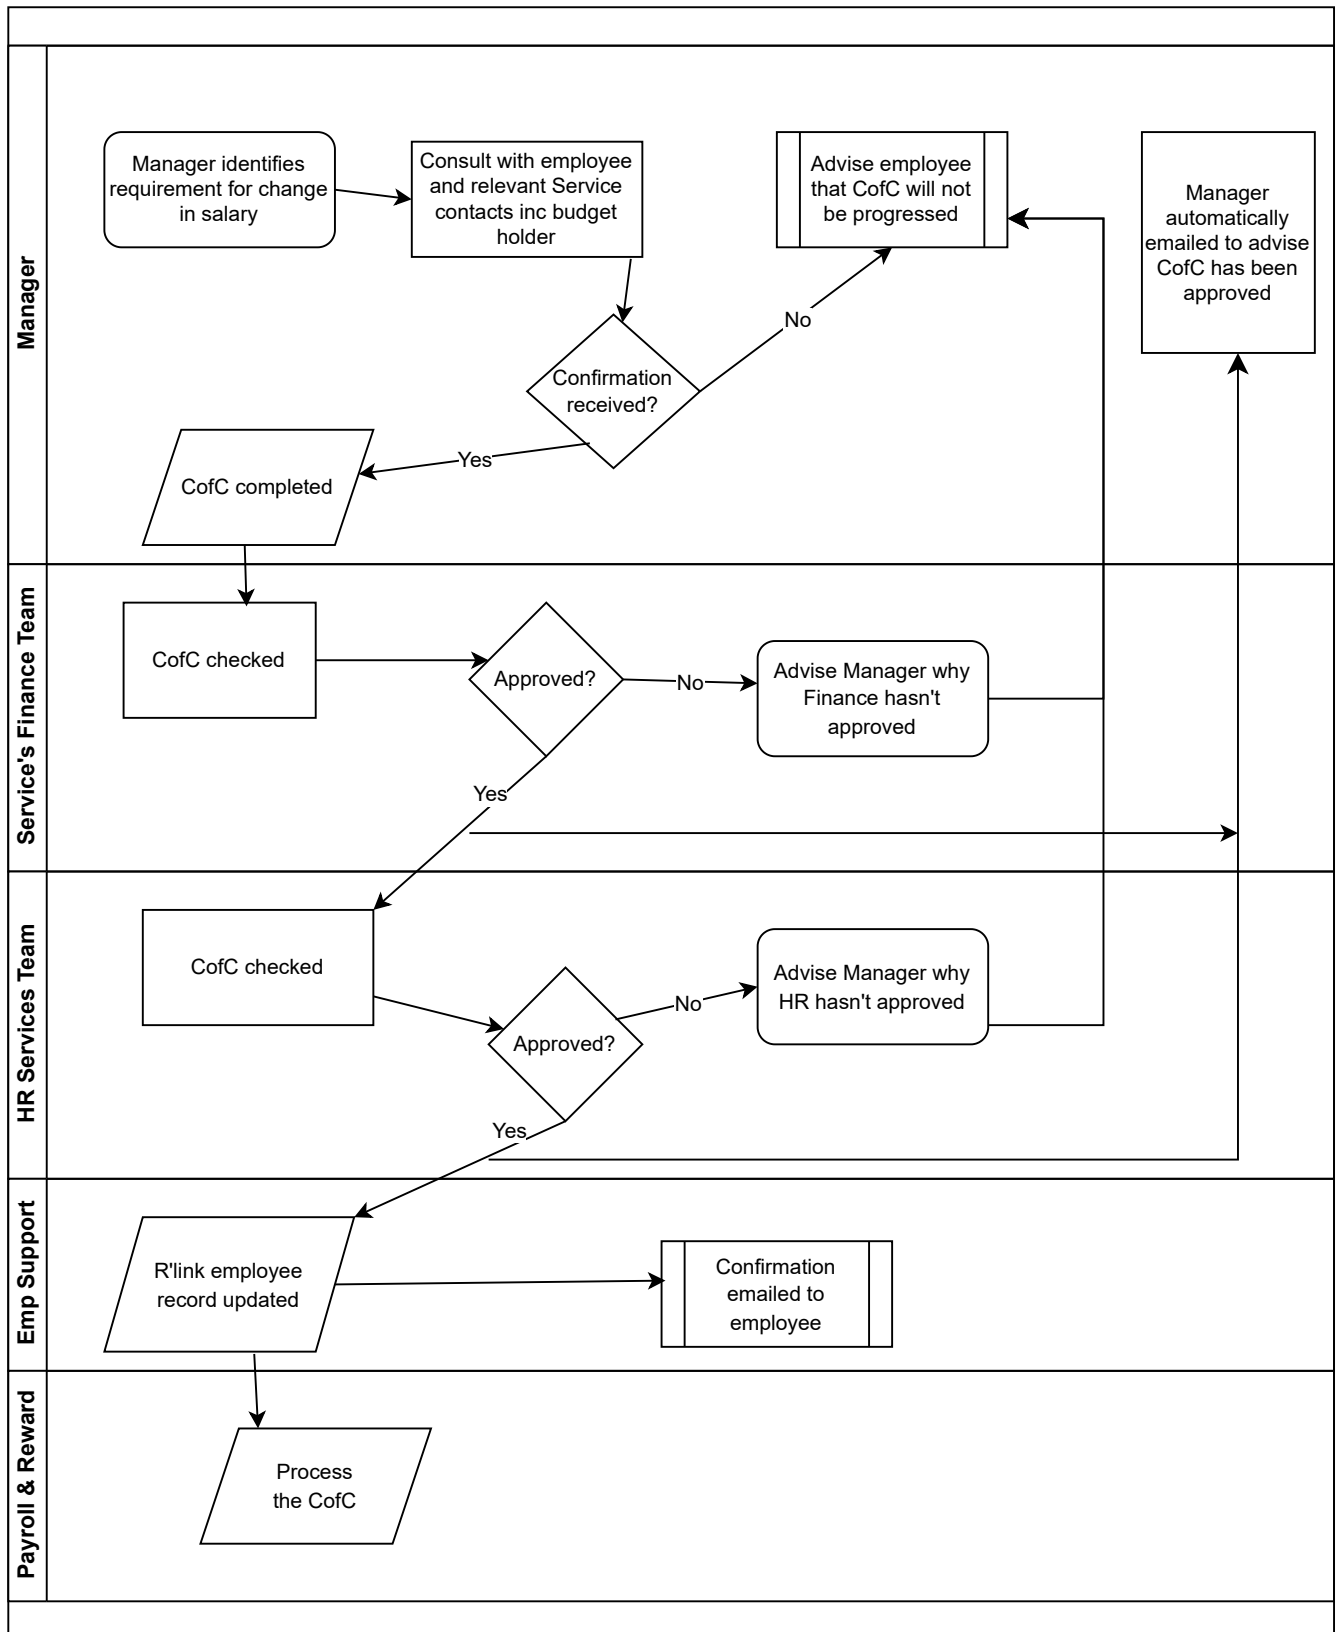 Manager
Manager identifies
requirement for change
in salary
Consult with employee
and relevant Service
contacts inc budget
holder
Advise employee
that CofC will not
be progressed
Manager
automatically
emailed to advise
CofC has been
approved
No
Confirmation
received?
Yes
CofC completed
Service's Finance Team
CofC checked
Approved?
No
Advise Manager why
Finance hasn't
approved
Yes
HR Services Team
CofC checked
Approved?
No
Advise Manager why
HR hasn't approved
Yes
Emp Support
R'link employee
record updated
Confirmation
emailed to
employee
Payroll & Reward
Process
the CofC